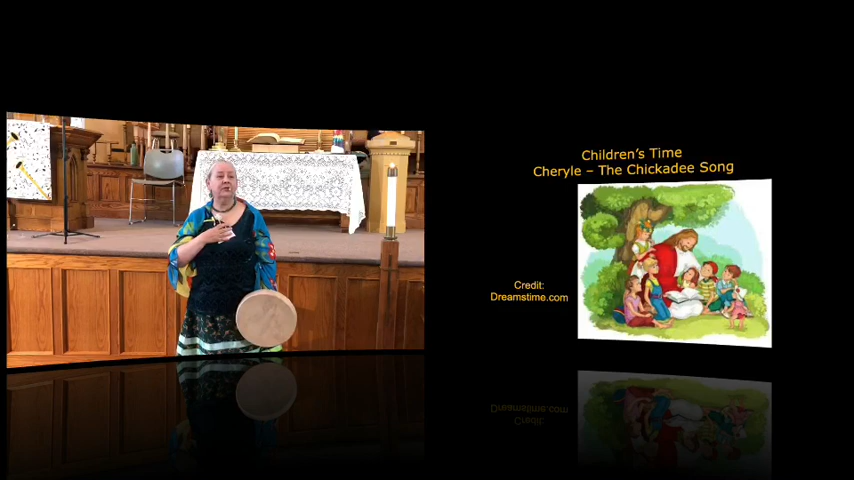 Children's Time
Cheryle – The Chickadee Song
Credit:
Dreamstime.com